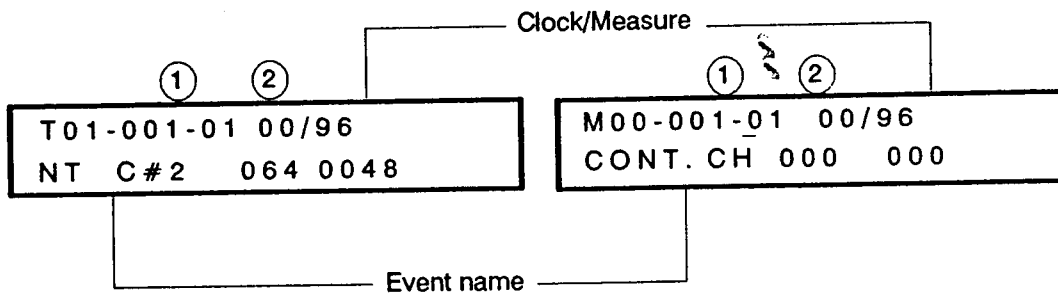 Clock/Measure
1 2
T01-001-01 00/96
NT C#2 064 0048
1 2
M00-001-01 00/96
CONT. CH 000 000
Event name